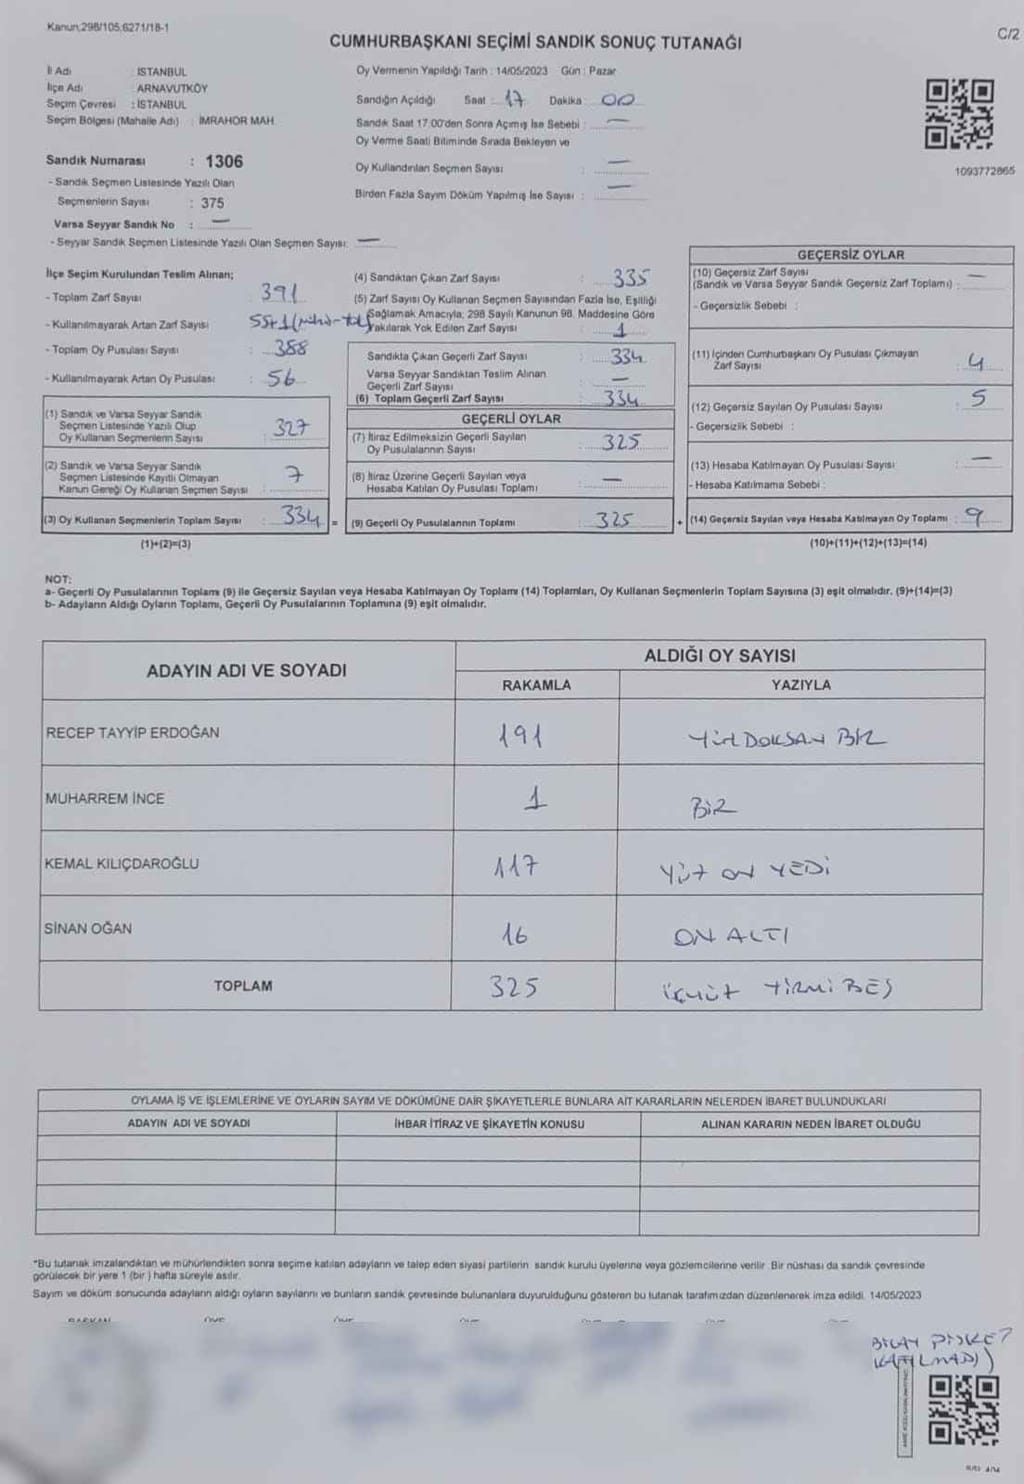 Kanun:298/105;6271/18-1
C/2
CUMHURBAŞKANI SEÇİMİ SANDIK SONUÇ TUTANAĞI
İl Adı : İSTANBUL
İlçe Adı : ARNAVUTKÖY
Seçim Çevresi : İSTANBUL
Seçim Bölgesi (Mahalle Adı) : İMRAHOR MAH.
Sandık Numarası : 1306
- Sandık Seçmen Listesinde Yazılı Olan
Seçmenlerin Sayısı : 375
Varsa Seyyar Sandık No : —
- Seyyar Sandık Seçmen Listesinde Yazılı Olan Seçmen Sayısı: —
Oy Vermenin Yapıldığı Tarih : 14/05/2023 Gün : Pazar
Sandığın Açıldığı Saat : 17 Dakika : 00
Sandık Saat 17:00'den Sonra Açımış İse Sebebi : —
Oy Verme Saati Bitiminde Sırada Bekleyen ve
Oy Kullandırılan Seçmen Sayısı : —
Birden Fazla Sayım Döküm Yapılmış İse Sayısı : —
1093772865
İlçe Seçim Kurulundan Teslim Alınan;
- Toplam Zarf Sayısı : 391
- Kullanılmayarak Artan Zarf Sayısı 55+1
- Toplam Oy Pusulası Sayısı : 388
- Kullanılmayarak Artan Oy Pusulası : 56
(1) Sandık ve Varsa Seyyar Sandık
Seçmen Listesinde Yazılı Olup
Oy Kullanan Seçmenlerin Sayısı : 327
(2) Sandık ve Varsa Seyyar Sandık
Seçmen Listesinde Kayıtlı Olmayan
Kanun Gereği Oy Kullanan Seçmen Sayısı : 7
(3) Oy Kullanan Seçmenlerin Toplam Sayısı : 334 =
(1)+(2)=(3)
(4) Sandıktan Çıkan Zarf Sayısı : 335
(5) Zarf Sayısı Oy Kullanan Seçmen Sayısından Fazla İse, Eşitliği
Sağlamak Amacıyla; 298 Sayılı Kanunun 98. Maddesine Göre
Yakılarak Yok Edilen Zarf Sayısı : 1
Sandıkta Çıkan Geçerli Zarf Sayısı : 334
Varsa Seyyar Sandıktan Teslim Alınan
Geçerli Zarf Sayısı : —
(6) Toplam Geçerli Zarf Sayısı : 334
GEÇERLİ OYLAR
(7) İtiraz Edilmeksizin Geçerli Sayılan
Oy Pusulalarının Sayısı : 325
(8) İtiraz Üzerine Geçerli Sayılan veya
Hesaba Katılan Oy Pusulası Toplamı : —
(9) Geçerli Oy Pusulalarının Toplamı : 325 +
GEÇERSİZ OYLAR
(10) Geçersiz Zarf Sayısı
(Sandık ve Varsa Seyyar Sandık Geçersiz Zarf Toplamı) : —
- Geçersizlik Sebebi :
(11) İçinden Cumhurbaşkanı Oy Pusulası Çıkmayan
Zarf Sayısı : 4
(12) Geçersiz Sayılan Oy Pusulası Sayısı : 5
- Geçersizlik Sebebi :
(13) Hesaba Katılmayan Oy Pusulası Sayısı : —
- Hesaba Katılmama Sebebi :
(14) Geçersiz Sayılan veya Hesaba Katılmayan Oy Toplamı : 9
(10)+(11)+(12)+(13)=(14)
NOT:
a- Geçerli Oy Pusulalarının Toplamı (9) ile Geçersiz Sayılan veya Hesaba Katılmayan Oy Toplamı (14) Toplamları, Oy Kullanan Seçmenlerin Toplam Sayısına (3) eşit olmalıdır. (9)+(14)=(3)
b- Adayların Aldığı Oyların Toplamı, Geçerli Oy Pusulalarının Toplamına (9) eşit olmalıdır.
ADAYIN ADI VE SOYADI ALDIĞI OY SAYISI
RAKAMLA YAZIYLA
RECEP TAYYİP ERDOĞAN 191 YÜZ DOKSAN BİR
MUHARREM İNCE 1 BİR
KEMAL KILIÇDAROĞLU 117 YÜZ ON YEDİ
SİNAN OĞAN 16 ON ALTI
TOPLAM 325 ÜÇYÜZ YİRMİ BEŞ
OYLAMA İŞ VE İŞLEMLERİNE VE OYLARIN SAYIM VE DÖKÜMÜNE DAİR ŞİKAYETLERLE BUNLARA AİT KARARLARIN NELERDEN İBARET BULUNDUKLARI
ADAYIN ADI VE SOYADI İHBAR İTİRAZ VE ŞİKAYETİN KONUSU ALINAN KARARIN NEDEN İBARET OLDUĞU
*Bu tutanak imzalandıktan ve mühürlendikten sonra seçime katılan adayların ve talep eden siyasi partilerin sandık kurulu üyelerine veya gözlemcilerine verilir. Bir nüshası da sandık çevresinde
görülecek bir yere 1 (bir ) hafta süreyle asılır.
Sayım ve döküm sonucunda adayların aldığı oyların sayılarını ve bunların sandık çevresinde bulunanlara duyurulduğunu gösteren bu tutanak tarafımızdan düzenlenerek imza edildi. 14/05/2023
KATILMADI)